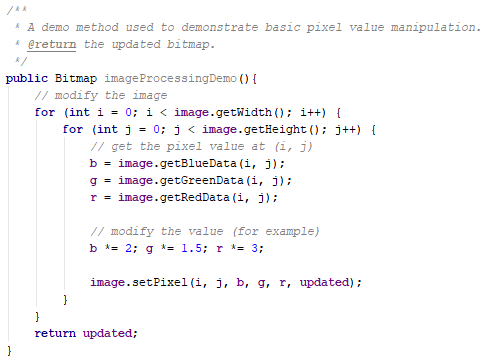 /**
 * A demo method used to demonstrate basic pixel value manipulation.
 * @return the updated bitmap.
 */
public Bitmap imageProcessingDemo(){
    // modify the image
    for (int i = 0; i < image.getWidth(); i++) {
        for (int j = 0; j < image.getHeight(); j++) {
            // get the pixel value at (i, j)
            b = image.getBlueData(i, j);
            g = image.getGreenData(i, j);
            r = image.getRedData(i, j);

            // modify the value (for example)
            b *= 2; g *= 1.5; r *= 3;

            image.setPixel(i, j, b, g, r, updated);
        }
    }
    return updated;
}